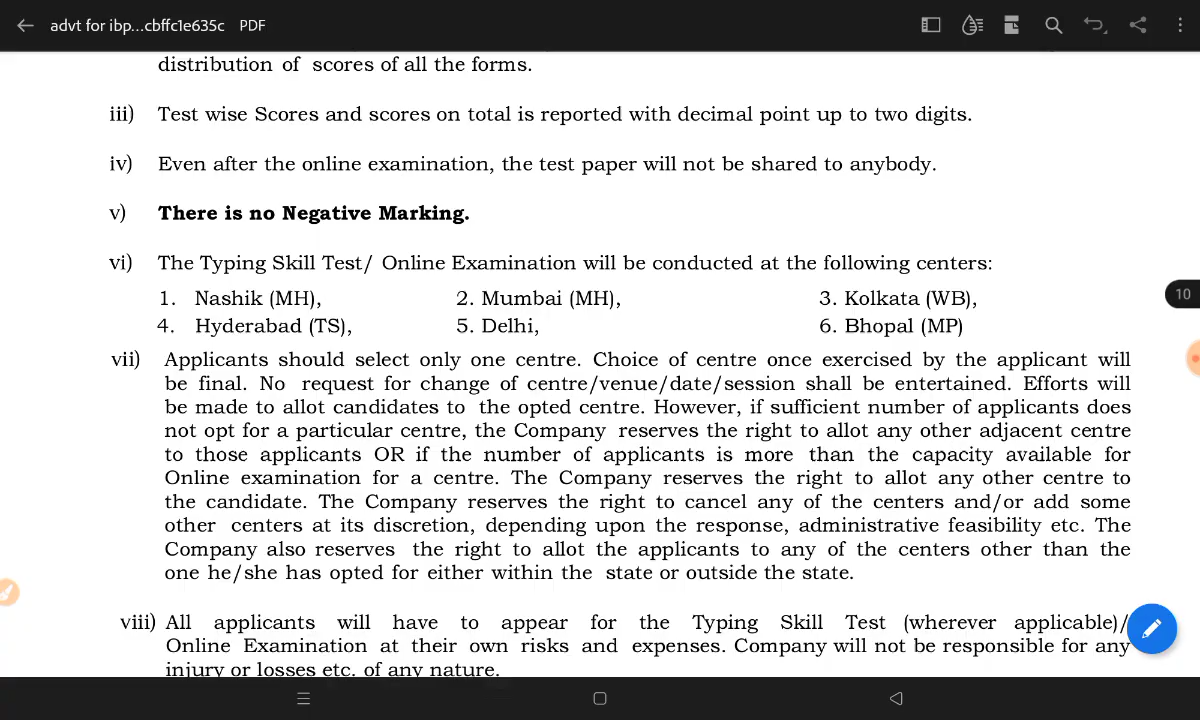 advt for ibp...cbffc1e635c PDF
distribution of scores of all the forms.
iii) Test wise Scores and scores on total is reported with decimal point up to two digits.
iv) Even after the online examination, the test paper will not be shared to anybody.
v) There is no Negative Marking.
vi) The Typing Skill Test/ Online Examination will be conducted at the following centers:
1. Nashik (MH), 2. Mumbai (MH), 3. Kolkata (WB),
4. Hyderabad (TS), 5. Delhi, 6. Bhopal (MP)
10
vii) Applicants should select only one centre. Choice of centre once exercised by the applicant will
be final. No request for change of centre/venue/date/session shall be entertained. Efforts will
be made to allot candidates to the opted centre. However, if sufficient number of applicants does
not opt for a particular centre, the Company reserves the right to allot any other adjacent centre
to those applicants OR if the number of applicants is more than the capacity available for
Online examination for a centre. The Company reserves the right to allot any other centre to
the candidate. The Company reserves the right to cancel any of the centers and/or add some
other centers at its discretion, depending upon the response, administrative feasibility etc. The
Company also reserves the right to allot the applicants to any of the centers other than the
one he/she has opted for either within the state or outside the state.
viii) All applicants will have to appear for the Typing Skill Test (wherever applicable)/
Online Examination at their own risks and expenses. Company will not be responsible for any
injury or losses etc. of any nature.